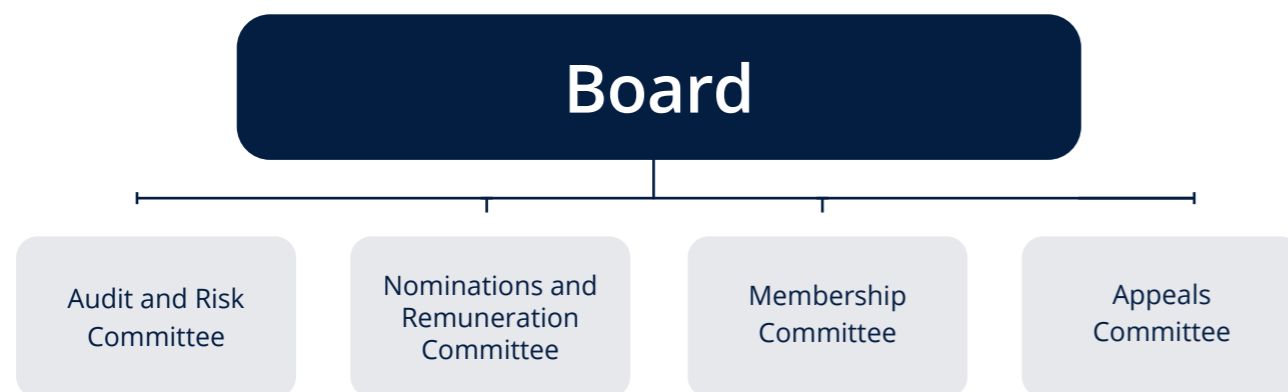 Board
Audit and Risk
Committee
Nominations and
Remuneration
Committee
Membership
Committee
Appeals
Committee